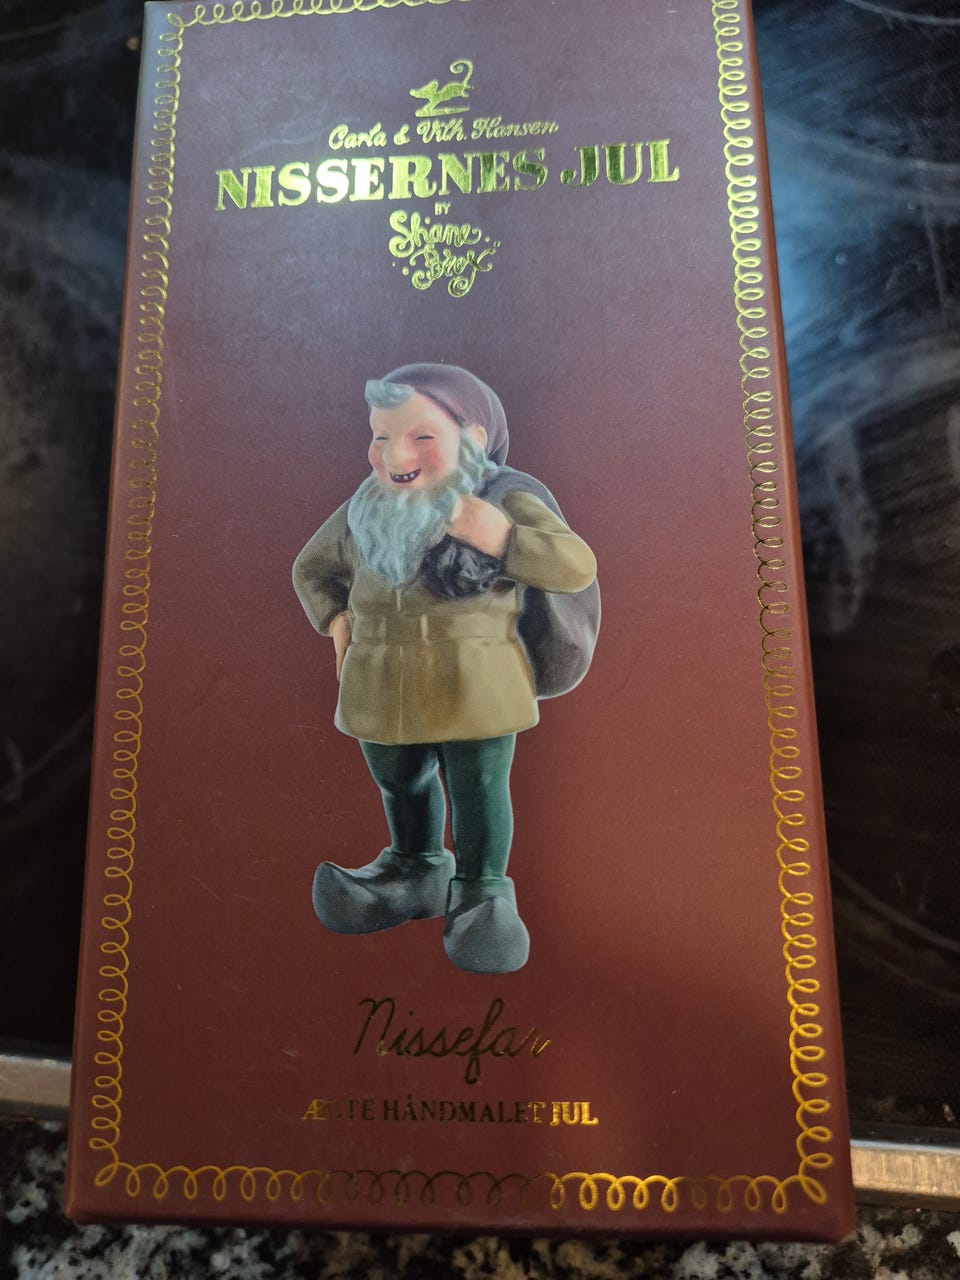 Carla & Vilh. Hansen
NISSERNES JUL
BY
Shane
Brox
Nissefar
ÆGTE HÅNDMALET JUL